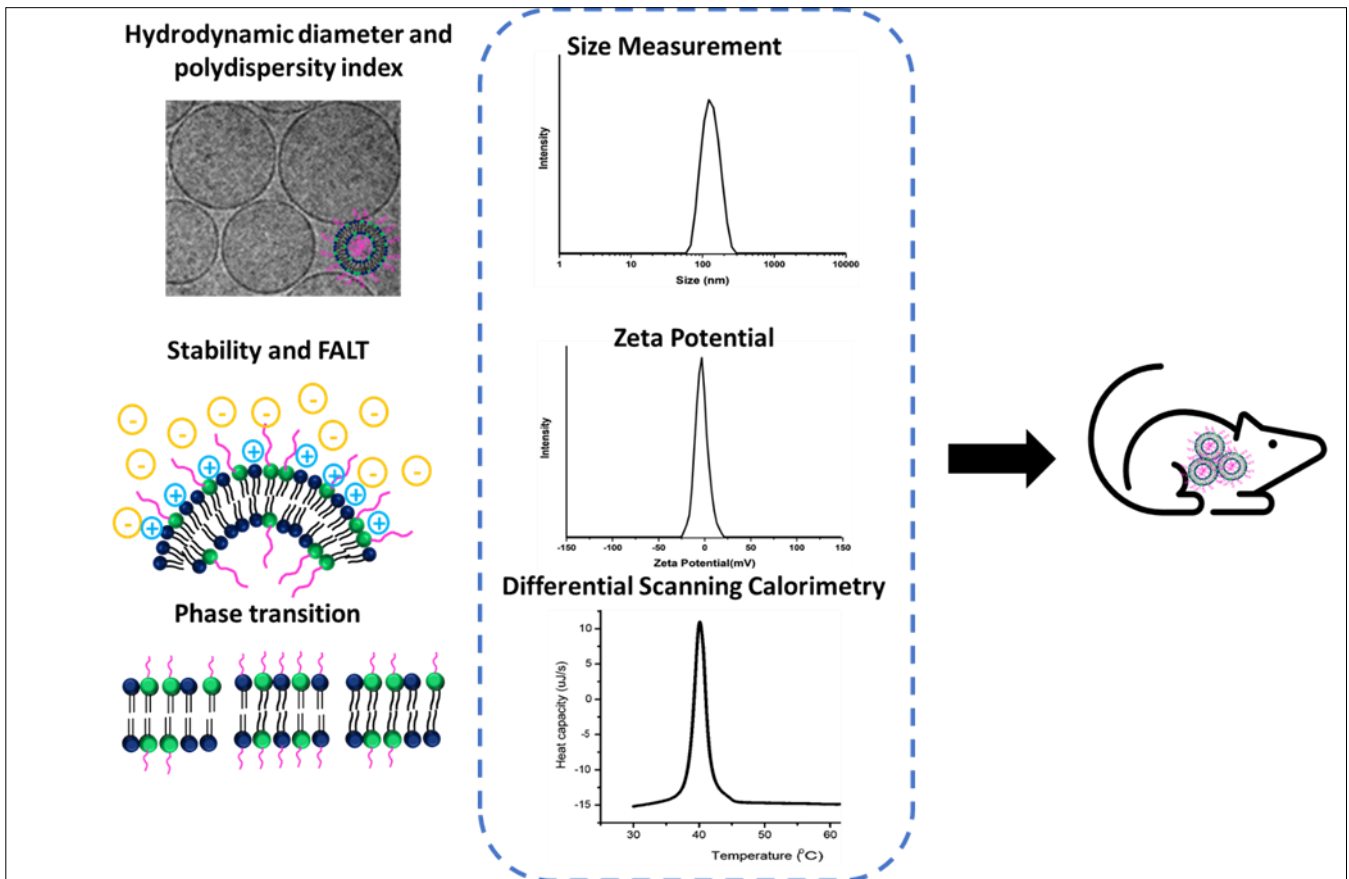 Hydrodynamic diameter and
polydispersity index
Stability and FALT
- - - - - - - - - - -
+ + + + + + +
Phase transition
Size Measurement
Intensity
1 10 100 1000 10000
Size (nm)
Zeta Potential
Intensity
-150 -100 -50 0 50 100 150
Zeta Potential(mV)
Differential Scanning Calorimetry
Heat capacity (uJ/s)
10
5
0
-5
-10
-15
30 40 50 60
Temperature (°C)